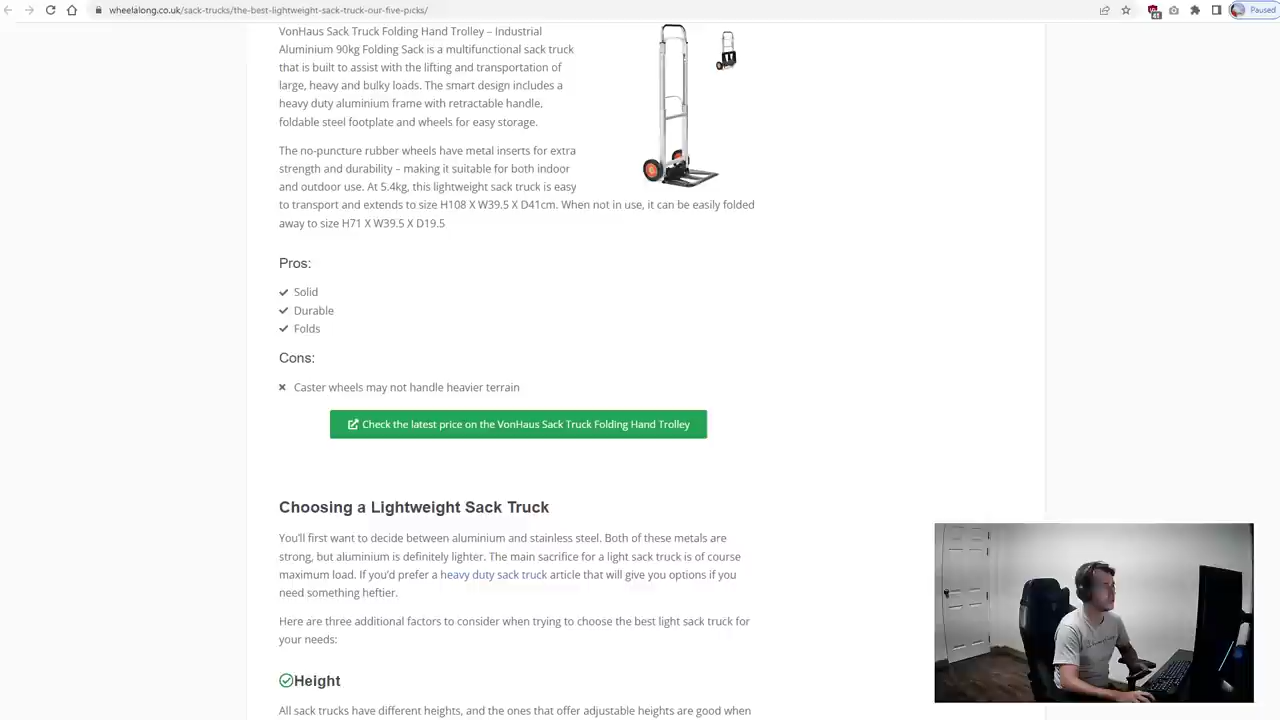 wheelalong.co.uk/sack-trucks/the-best-lightweight-sack-truck-our-five-picks/
41
Paused
VonHaus Sack Truck Folding Hand Trolley – Industrial
Aluminium 90kg Folding Sack is a multifunctional sack truck
that is built to assist with the lifting and transportation of
large, heavy and bulky loads. The smart design includes a
heavy duty aluminium frame with retractable handle,
foldable steel footplate and wheels for easy storage.
The no-puncture rubber wheels have metal inserts for extra
strength and durability – making it suitable for both indoor
and outdoor use. At 5.4kg, this lightweight sack truck is easy
to transport and extends to size H108 X W39.5 X D41cm. When not in use, it can be easily folded
away to size H71 X W39.5 X D19.5
Pros:
Solid
Durable
Folds
Cons:
Caster wheels may not handle heavier terrain
Check the latest price on the VonHaus Sack Truck Folding Hand Trolley
Choosing a Lightweight Sack Truck
You'll first want to decide between aluminium and stainless steel. Both of these metals are
strong, but aluminium is definitely lighter. The main sacrifice for a light sack truck is of course
maximum load. If you'd prefer a heavy duty sack truck article that will give you options if you
need something heftier.
Here are three additional factors to consider when trying to choose the best light sack truck for
your needs:
Height
All sack trucks have different heights, and the ones that offer adjustable heights are good when